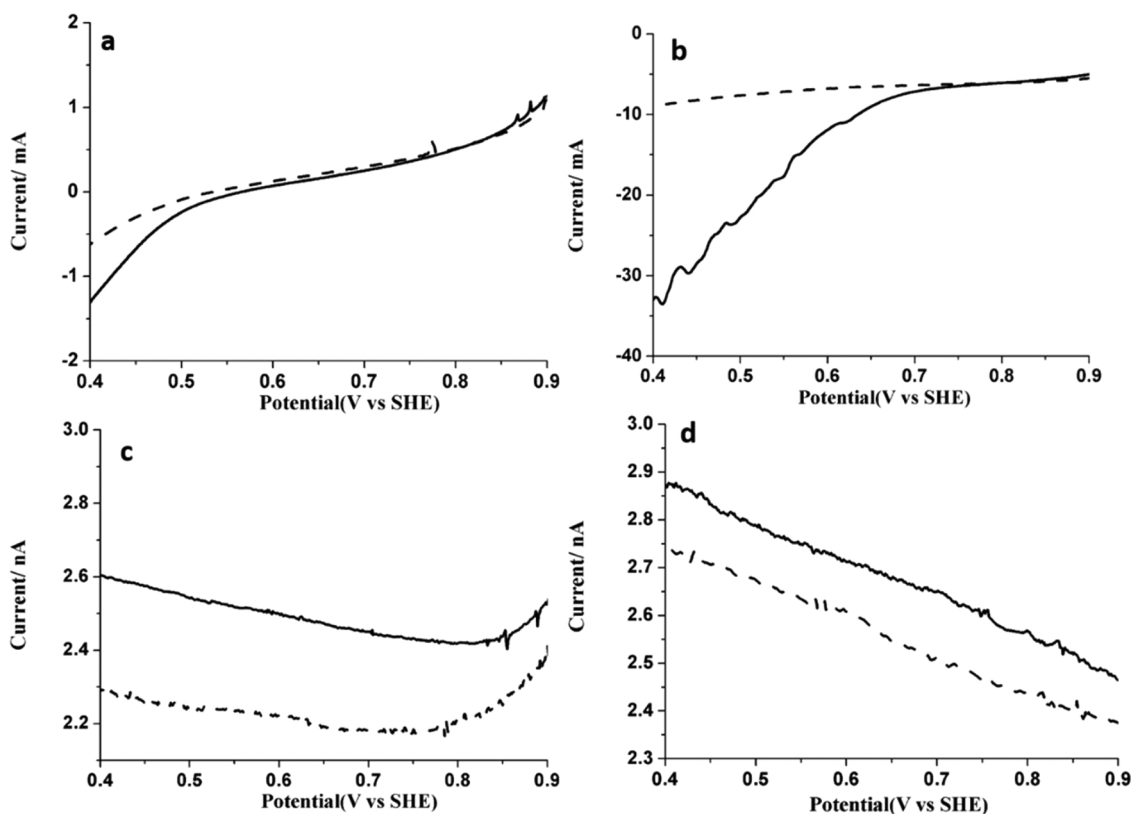 a
Current/ mA
2
1
0
-1
-2
0.4 0.5 0.6 0.7 0.8 0.9
Potential(V vs SHE)
b
Current/ mA
0
-10
-20
-30
-40
0.4 0.5 0.6 0.7 0.8 0.9
Potential(V vs SHE)
c
Current/ nA
3.0
2.8
2.6
2.4
2.2
0.4 0.5 0.6 0.7 0.8 0.9
Potential(V vs SHE)
d
Current/ nA
3.0
2.9
2.8
2.7
2.6
2.5
2.4
2.3
0.4 0.5 0.6 0.7 0.8 0.9
Potential(V vs SHE)